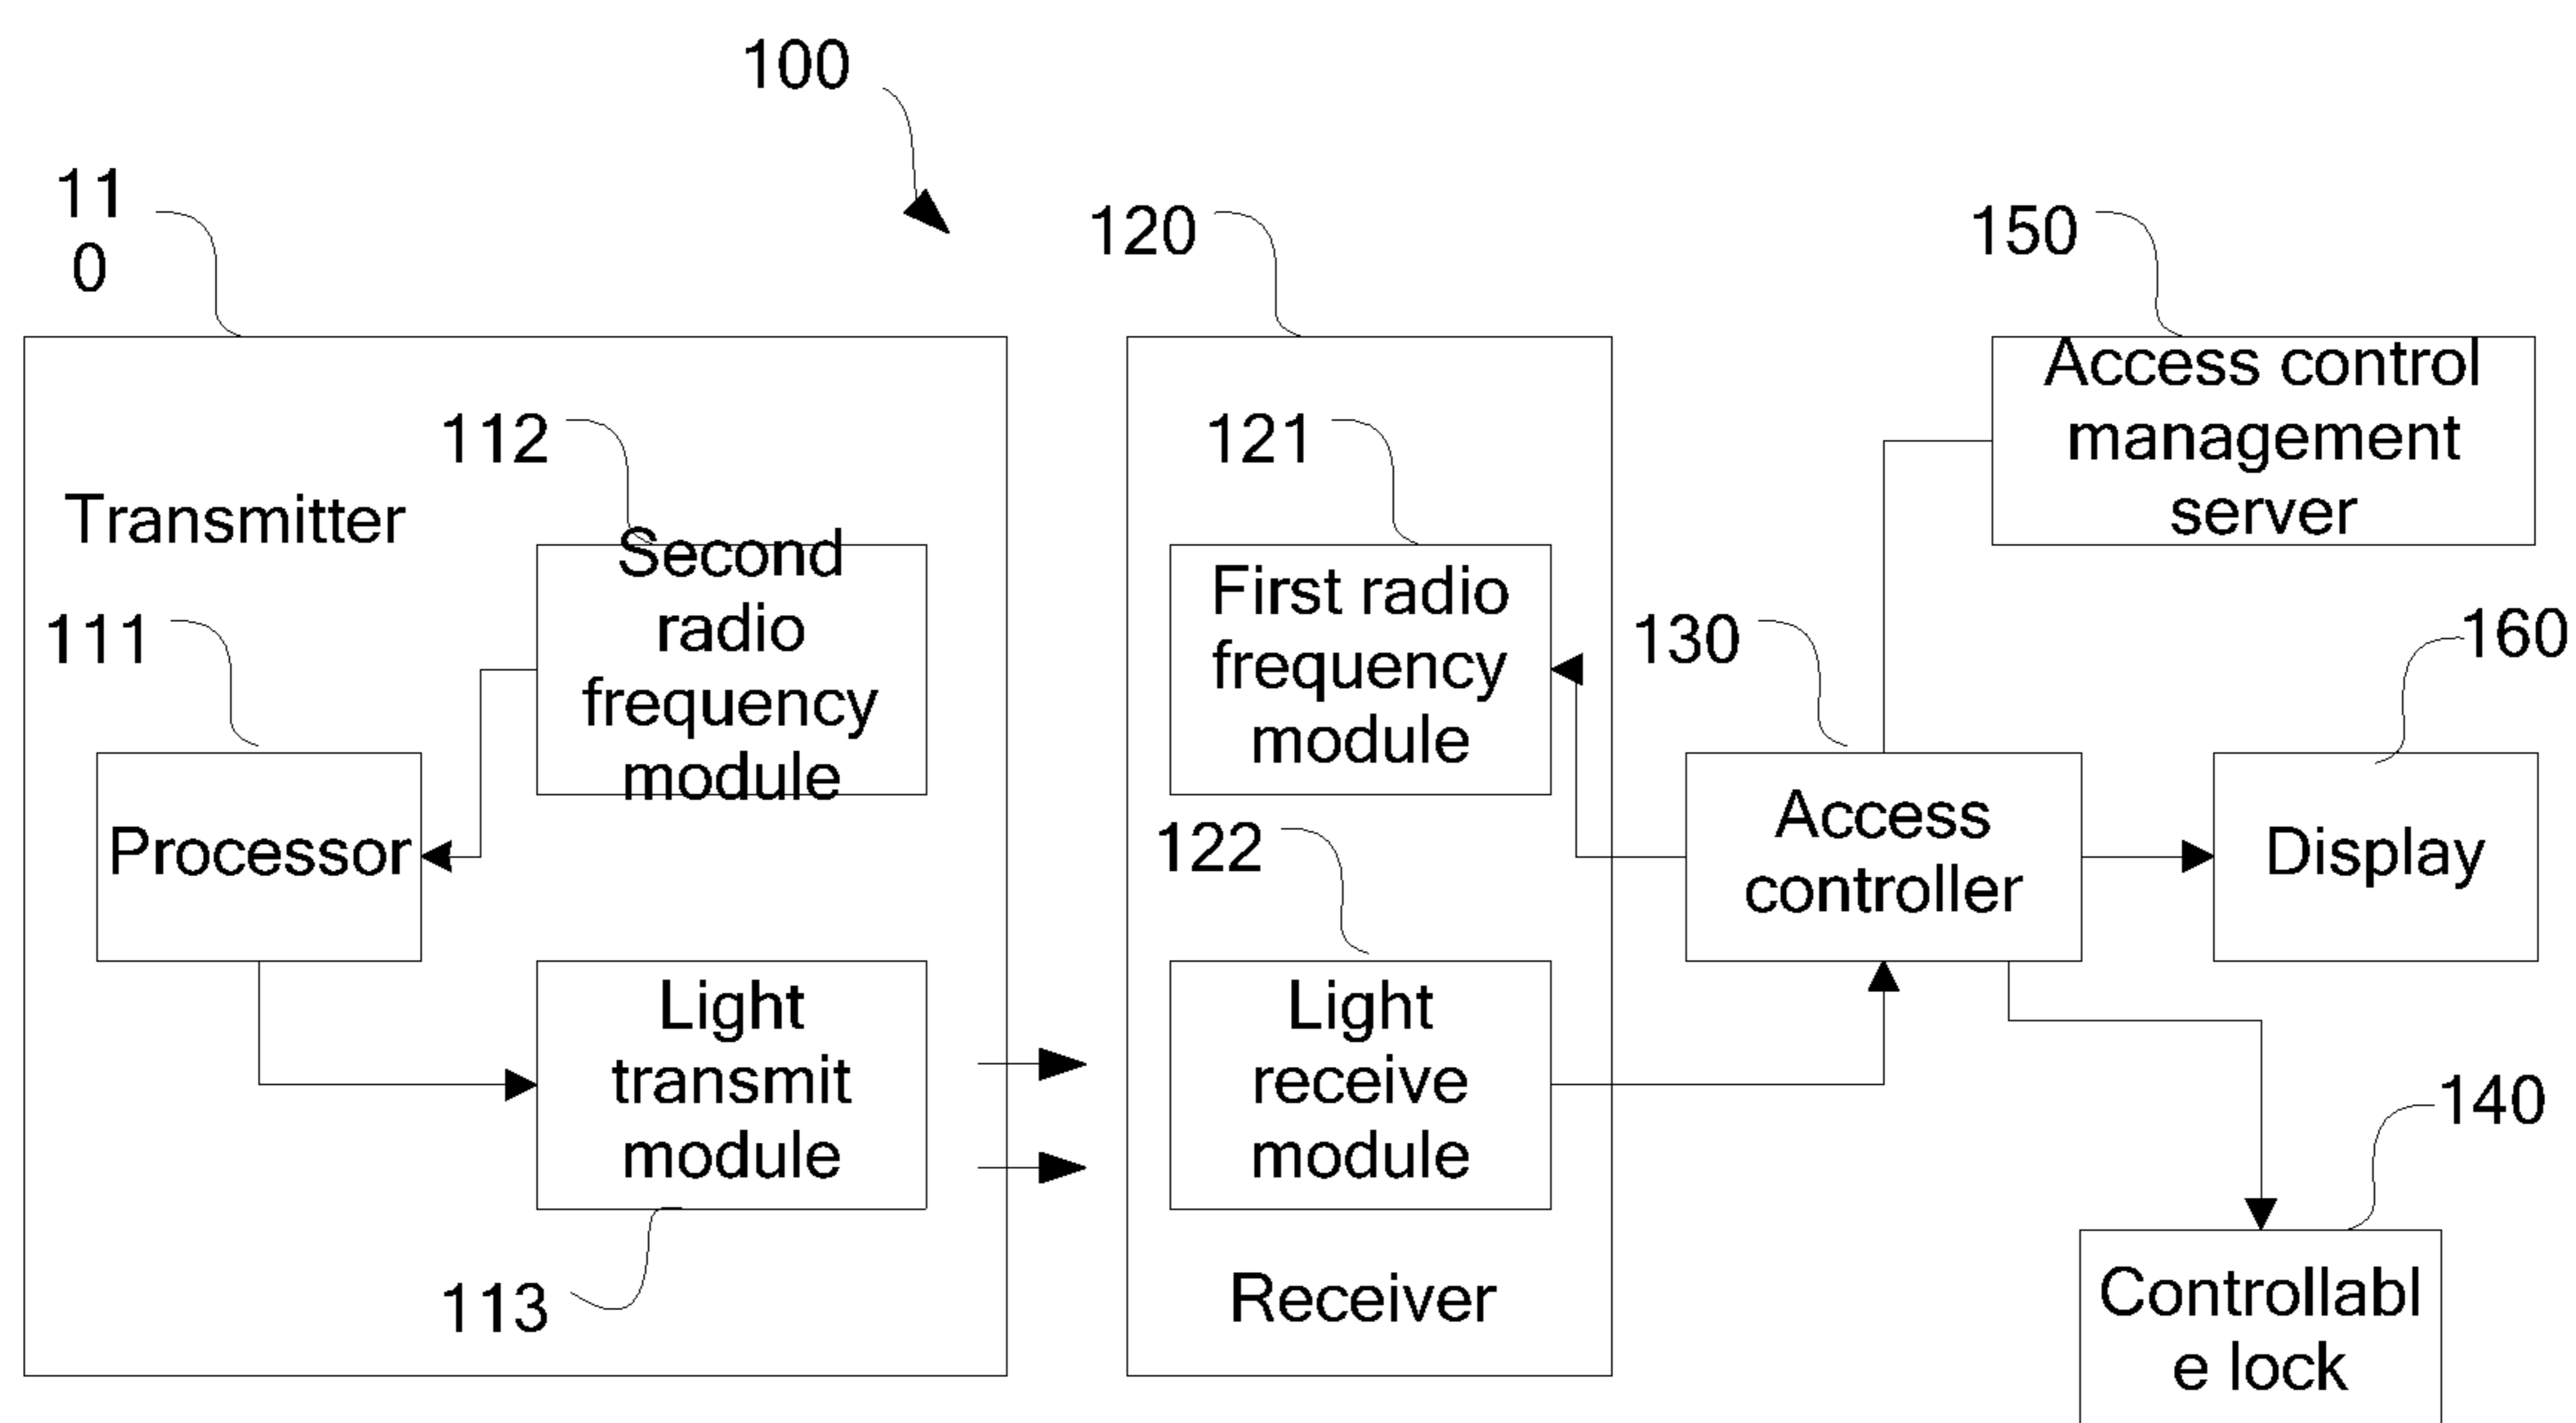 100
11
0
120
150
Access control
management
server
112
121
Transmitter
Second
radio
frequency
module
First radio
frequency
module
111
130
160
Processor
122
Access
controller
Display
Light
transmit
module
Light
receive
module
140
113
Receiver
Controllabl
e lock